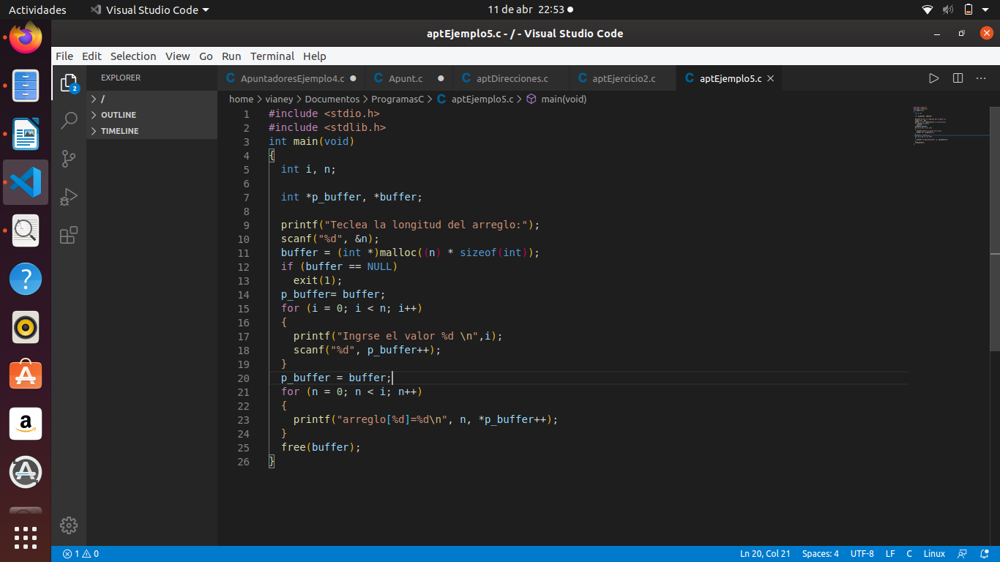 Actividades Visual Studio Code 11 de abr 22:53
aptEjemplo5.c - / - Visual Studio Code
File Edit Selection View Go Run Terminal Help
2
EXPLORER
/
OUTLINE
TIMELINE
ApuntadoresEjemplo4.c Apunt.c aptDirecciones.c aptEjercicio2.c aptEjemplo5.c
home > vianey > Documentos > ProgramasC > C aptEjemplo5.c > main(void)
1 #include <stdio.h>
2 #include <stdlib.h>
3 int main(void)
4 {
5 int i, n;
6
7 int *p_buffer, *buffer;
8
9 printf("Teclea la longitud del arreglo:");
10 scanf("%d", &n);
11 buffer = (int *)malloc((n) * sizeof(int));
12 if (buffer == NULL)
13 exit(1);
14 p_buffer= buffer;
15 for (i = 0; i < n; i++)
16 {
17 printf("Ingrse el valor %d \n",i);
18 scanf("%d", p_buffer++);
19 }
20 p_buffer = buffer;
21 for (n = 0; n < i; n++)
22 {
23 printf("arreglo[%d]=%d\n", n, *p_buffer++);
24 }
25 free(buffer);
26 }
1 0 Ln 20, Col 21 Spaces: 4 UTF-8 LF C Linux